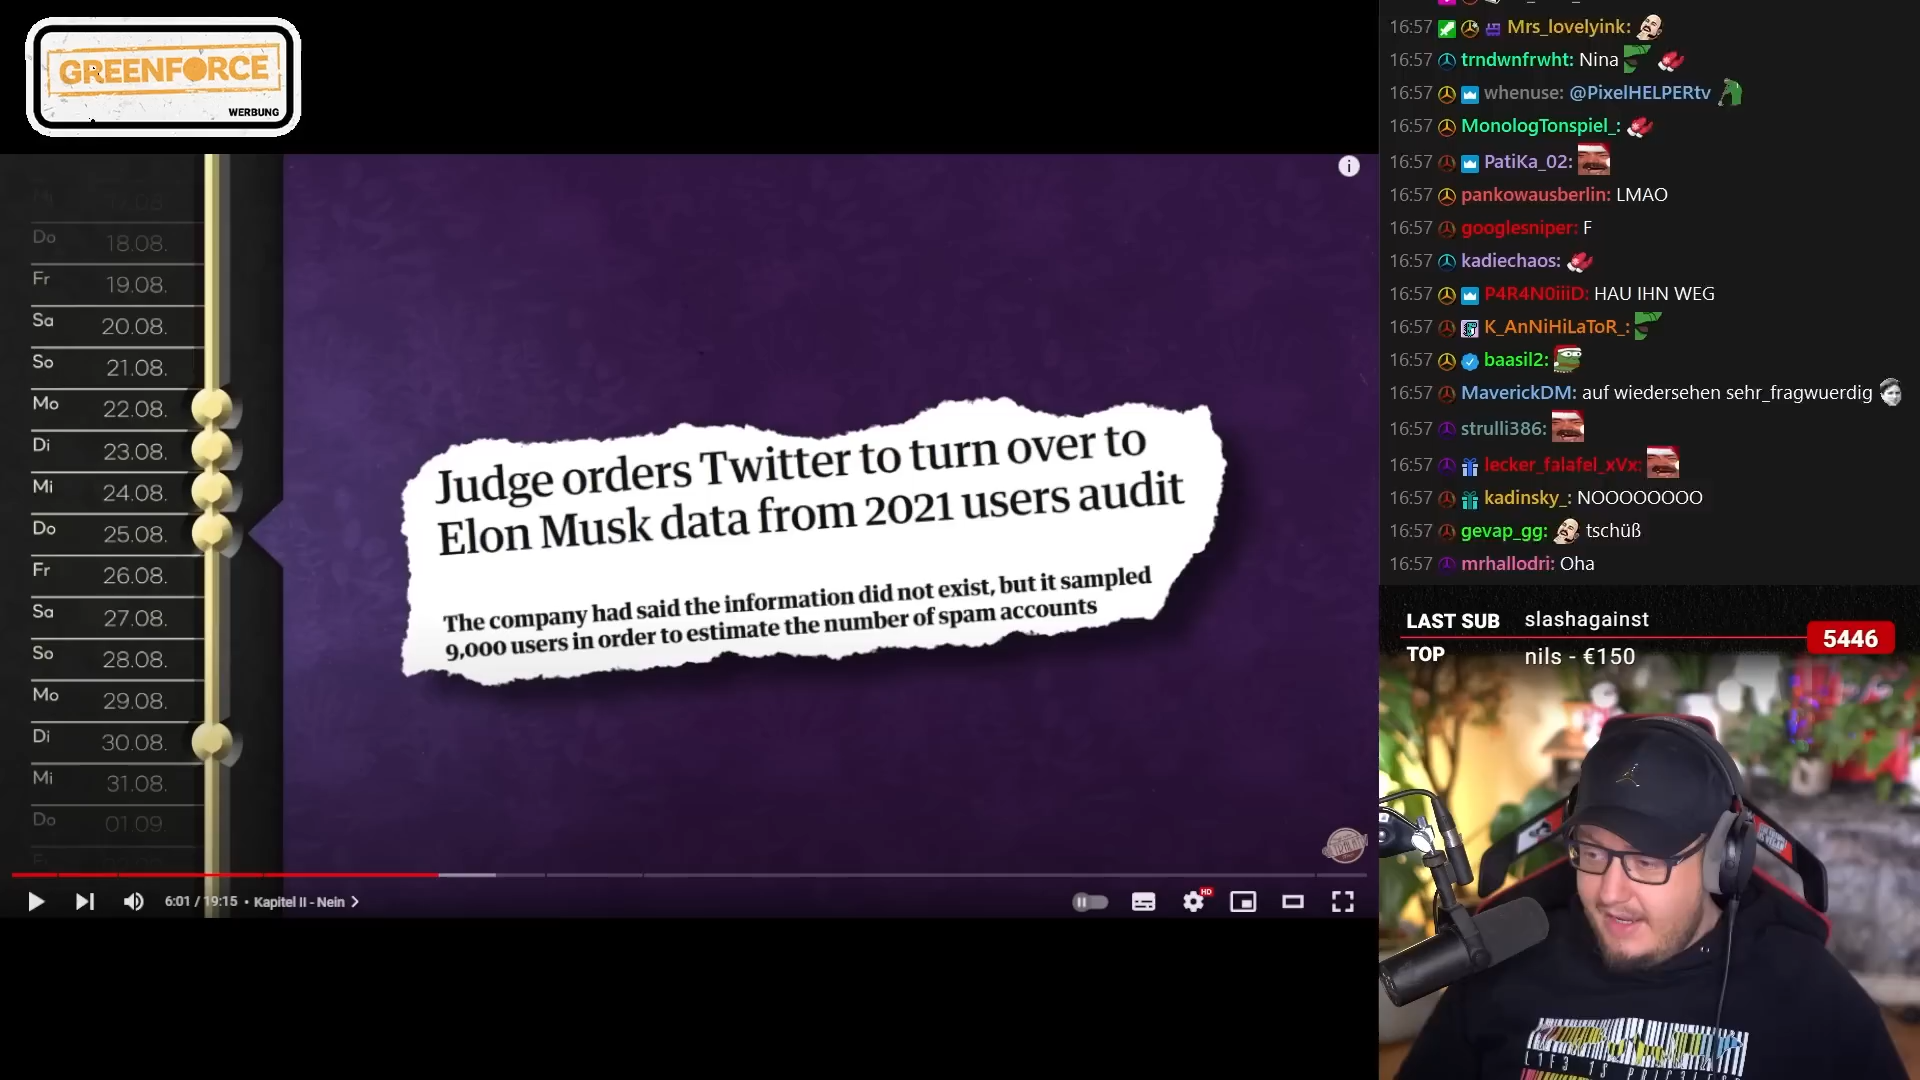 GREENFORCE
WERBUNG
17.08.
Do 18.08.
Fr 19.08.
Sa 20.08.
So 21.08.
Mo 22.08.
Di 23.08.
Mi 24.08.
Do 25.08.
Fr 26.08.
Sa 27.08.
So 28.08.
Mo 29.08.
Di 30.08.
Mi 31.08.
Do 01.09.
Judge orders Twitter to turn over to
Elon Musk data from 2021 users audit
The company had said the information did not exist, but it sampled
9,000 users in order to estimate the number of spam accounts
6:01 / 19:15 • Kapitel II - Nein
HD
16:57 Mrs_lovelyink:
16:57 trndwnfrwht: Nina
16:57 whenuse: @PixelHELPERtv
16:57 MonologTonspiel_:
16:57 PatiKa_02:
16:57 pankowausberlin: LMAO
16:57 googlesniper: F
16:57 kadiechaos:
16:57 P4R4N0iiiD: HAU IHN WEG
16:57 K_AnNiHiLaToR_:
16:57 baasil2:
16:57 MaverickDM: auf wiedersehen sehr_fragwuerdig
16:57 strulli386:
16:57 lecker_falafel_xVx:
16:57 kadinsky_: NOOOOOOOO
16:57 gevap_gg: tschüß
16:57 mrhallodri: Oha
LAST SUB slashagainst
5446
TOP nils - €150